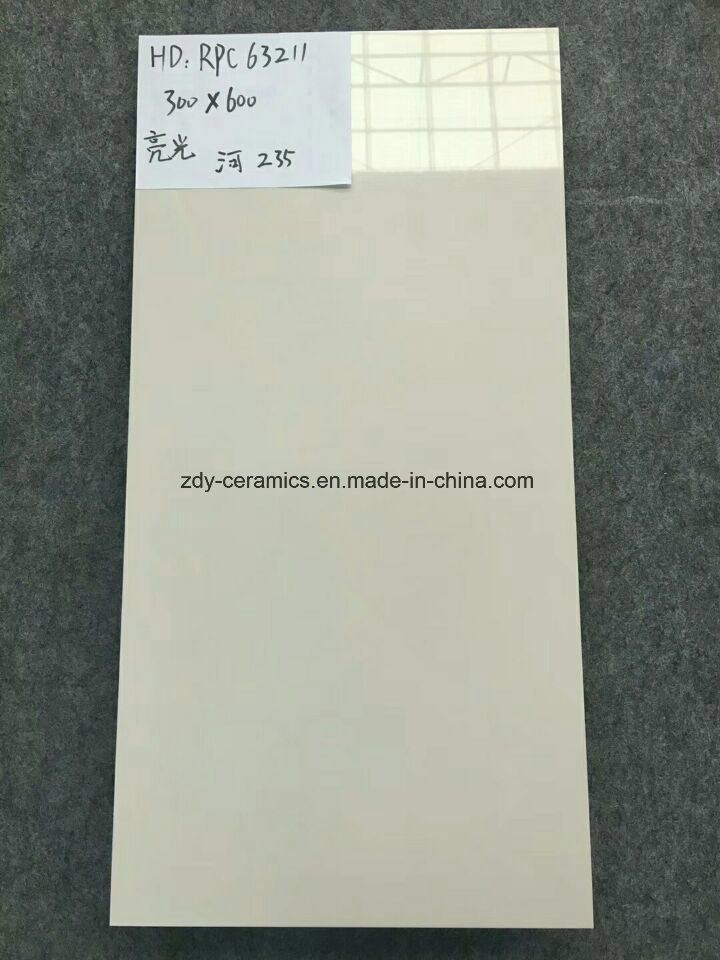 HD: RPC 63211
300×600
亮光 河 235
zdy-ceramics.en.made-in-china.com